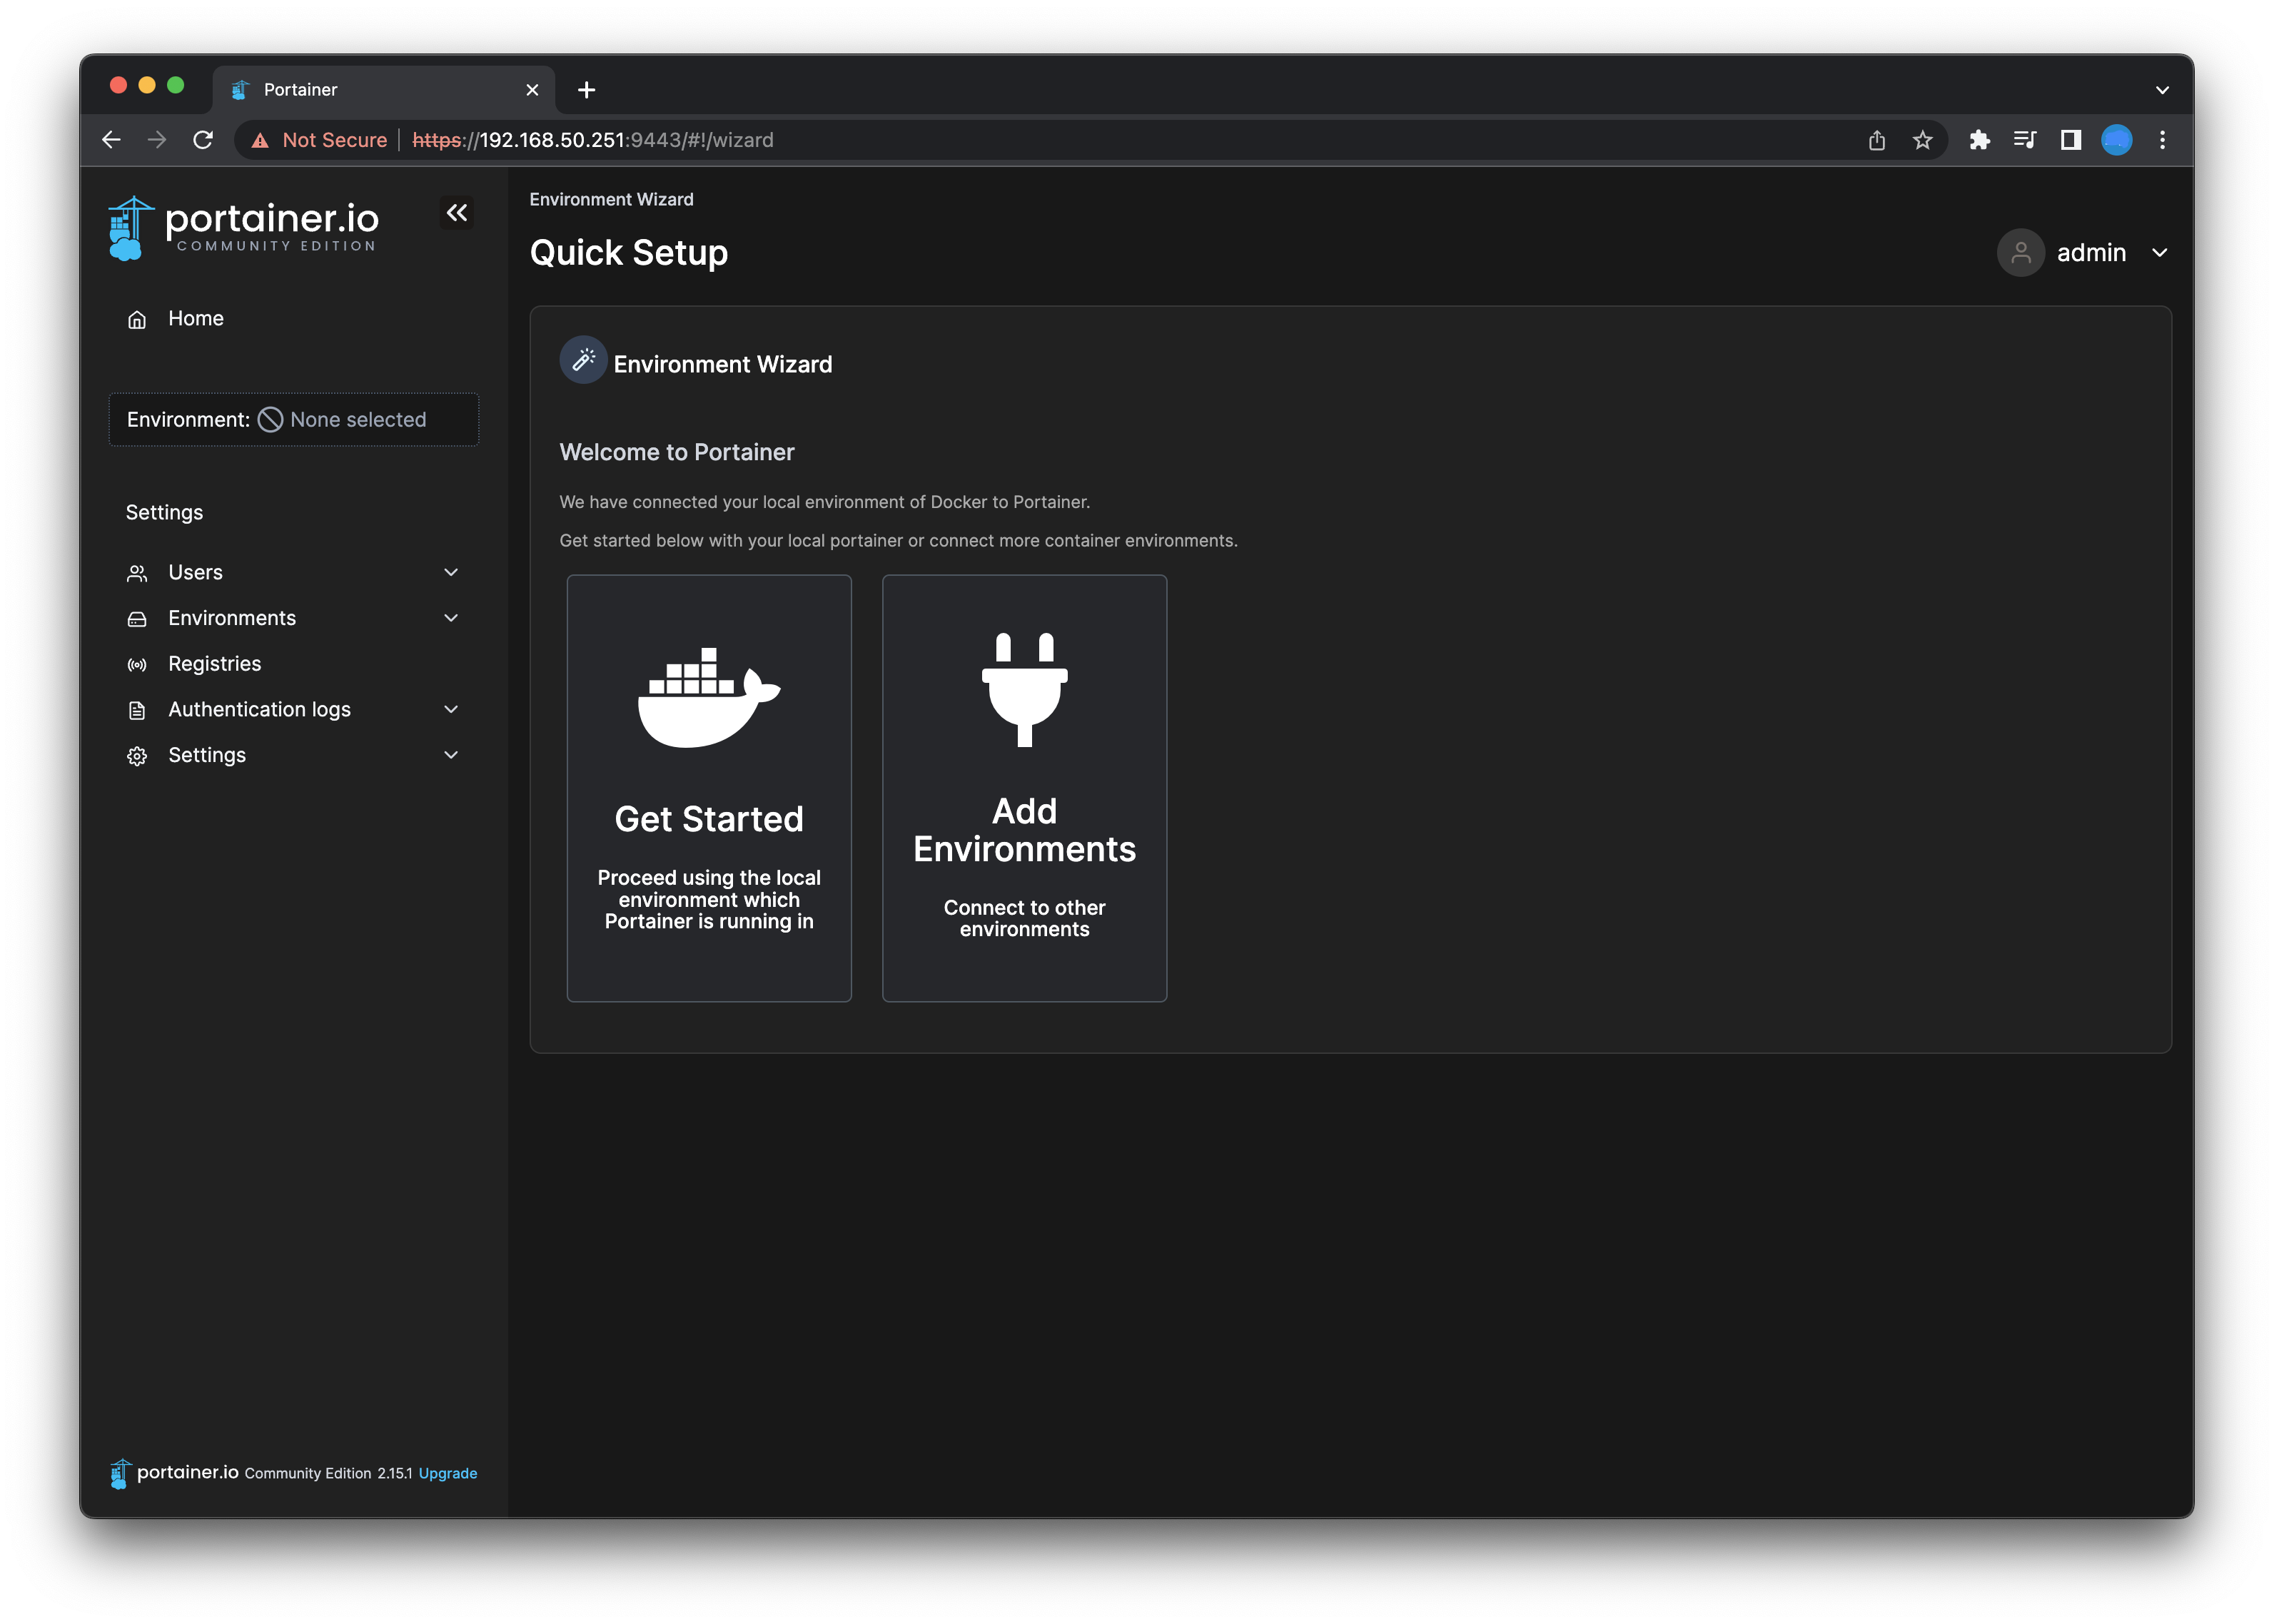 Portainer
Not Secure https://192.168.50.251:9443/#!/wizard
portainer.io
COMMUNITY EDITION
Home
Environment: None selected
Settings
Users
Environments
Registries
Authentication logs
Settings
portainer.io Community Edition 2.15.1 Upgrade
Environment Wizard
Quick Setup
admin
Environment Wizard
Welcome to Portainer
We have connected your local environment of Docker to Portainer.
Get started below with your local portainer or connect more container environments.
Get Started
Proceed using the local
environment which
Portainer is running in
Add
Environments
Connect to other
environments